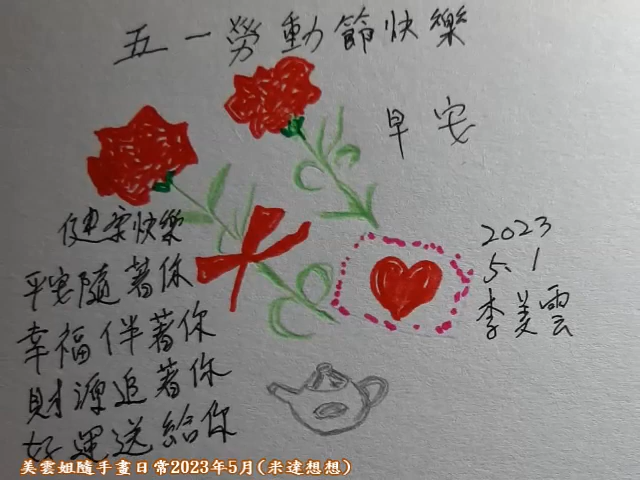 五一勞動節快樂
早安
健康快樂
平安隨著你
幸福伴著你
財源追著你
好運送給你
2023
5.1
李美雲
美雲姐隨手畫日常2023年5月(米達想想)